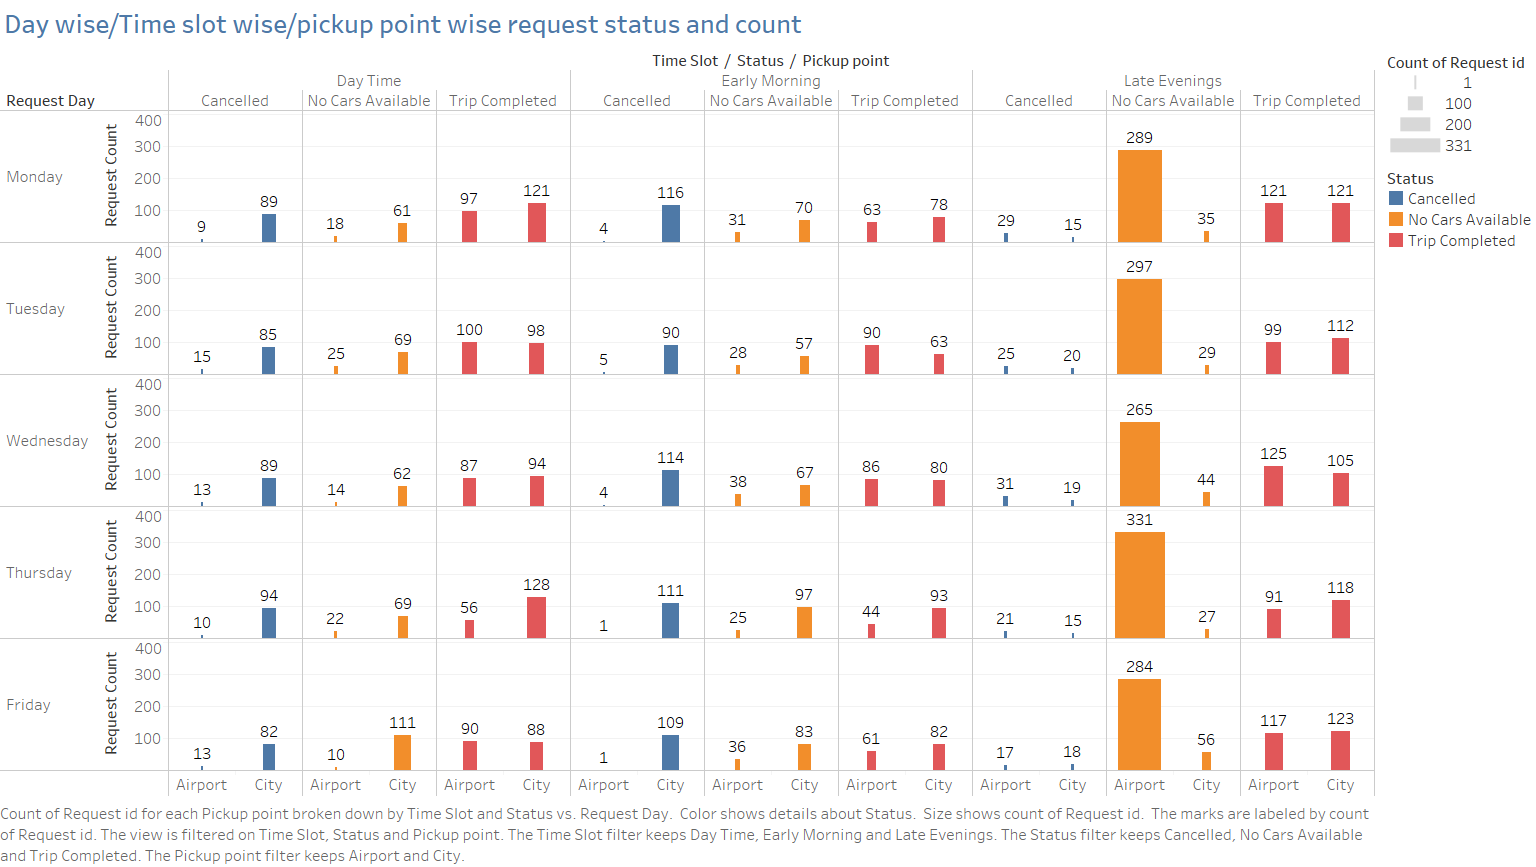 Day wise/Time slot wise/pickup point wise request status and count
Time Slot / Status / Pickup point
Day Time Early Morning Late Evenings
Request Day Cancelled No Cars Available Trip Completed Cancelled No Cars Available Trip Completed Cancelled No Cars Available Trip Completed
Monday
Request Count
400
300
200
100
9 89 18 61 97 121 4 116 31 70 63 78 29 15 289 35 121 121
Tuesday
Request Count
400
300
200
100
15 85 25 69 100 98 5 90 28 57 90 63 25 20 297 29 99 112
Wednesday
Request Count
400
300
200
100
13 89 14 62 87 94 4 114 38 67 86 80 31 19 265 44 125 105
Thursday
Request Count
400
300
200
100
10 94 22 69 56 128 1 111 25 97 44 93 21 15 331 27 91 118
Friday
Request Count
400
300
200
100
13 82 10 111 90 88 1 109 36 83 61 82 17 18 284 56 117 123
Airport City Airport City Airport City Airport City Airport City Airport City Airport City Airport City Airport City
Count of Request id
1
100
200
331
Status
Cancelled
No Cars Available
Trip Completed
Count of Request id for each Pickup point broken down by Time Slot and Status vs. Request Day.  Color shows details about Status.  Size shows count of Request id.  The marks are labeled by count
of Request id. The view is filtered on Time Slot, Status and Pickup point. The Time Slot filter keeps Day Time, Early Morning and Late Evenings. The Status filter keeps Cancelled, No Cars Available
and Trip Completed. The Pickup point filter keeps Airport and City.